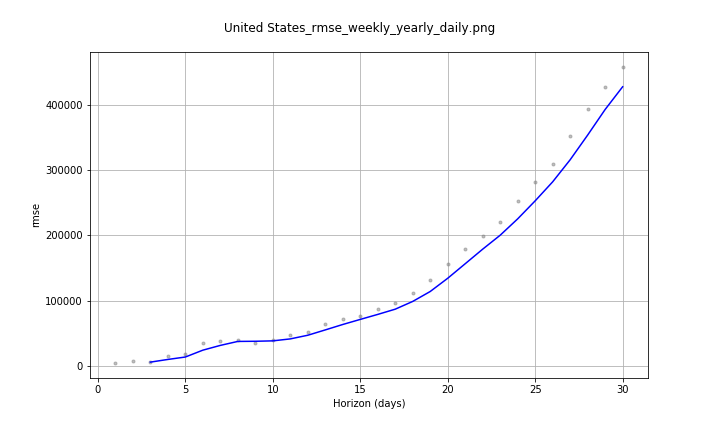 United States_rmse_weekly_yearly_daily.png
400000
300000
200000
100000
0
rmse
0 5 10 15 20 25 30
Horizon (days)